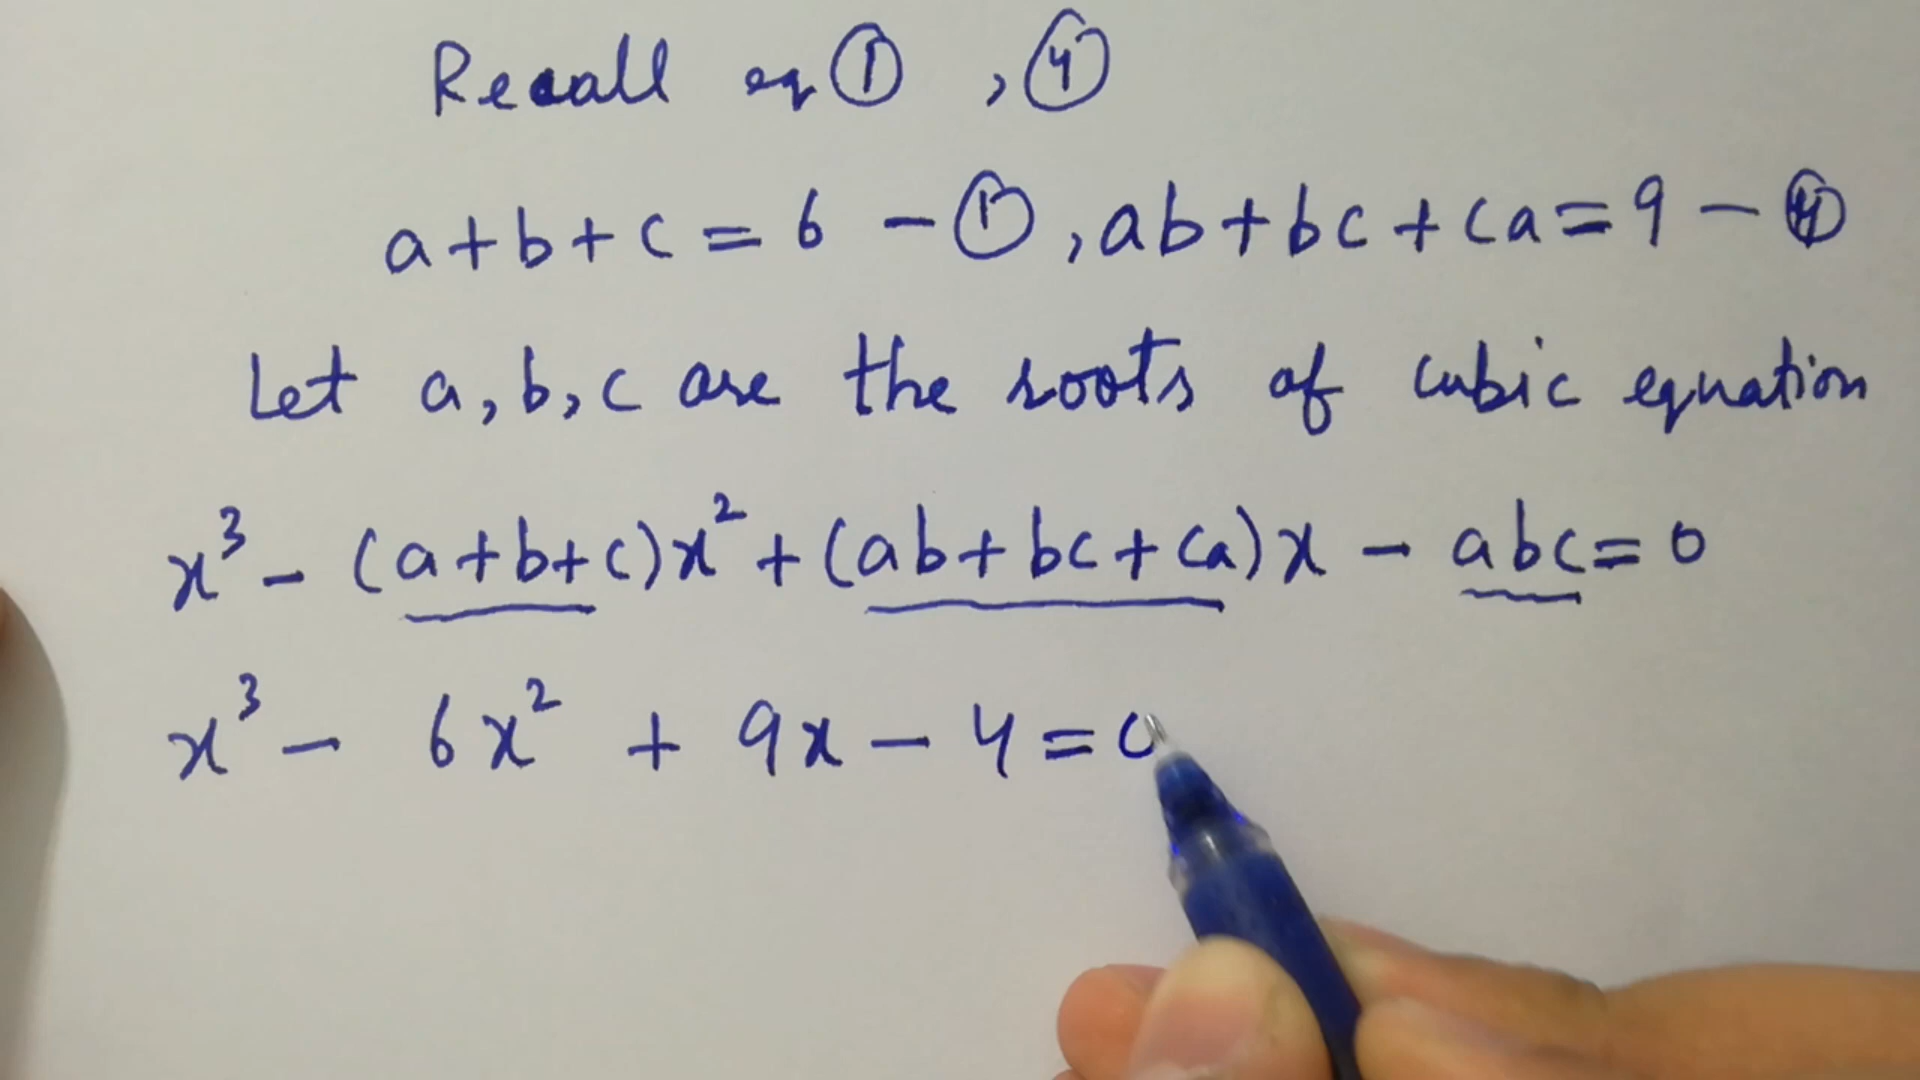 Recall eq ① , ④
a+b+c = 6 - ① , ab+bc+ca = 9 - ④
Let a, b, c are the roots of cubic equation
x³ - (a+b+c)x² + (ab+bc+ca)x - abc = 0
x³ - 6x² + 9x - 4 = 0